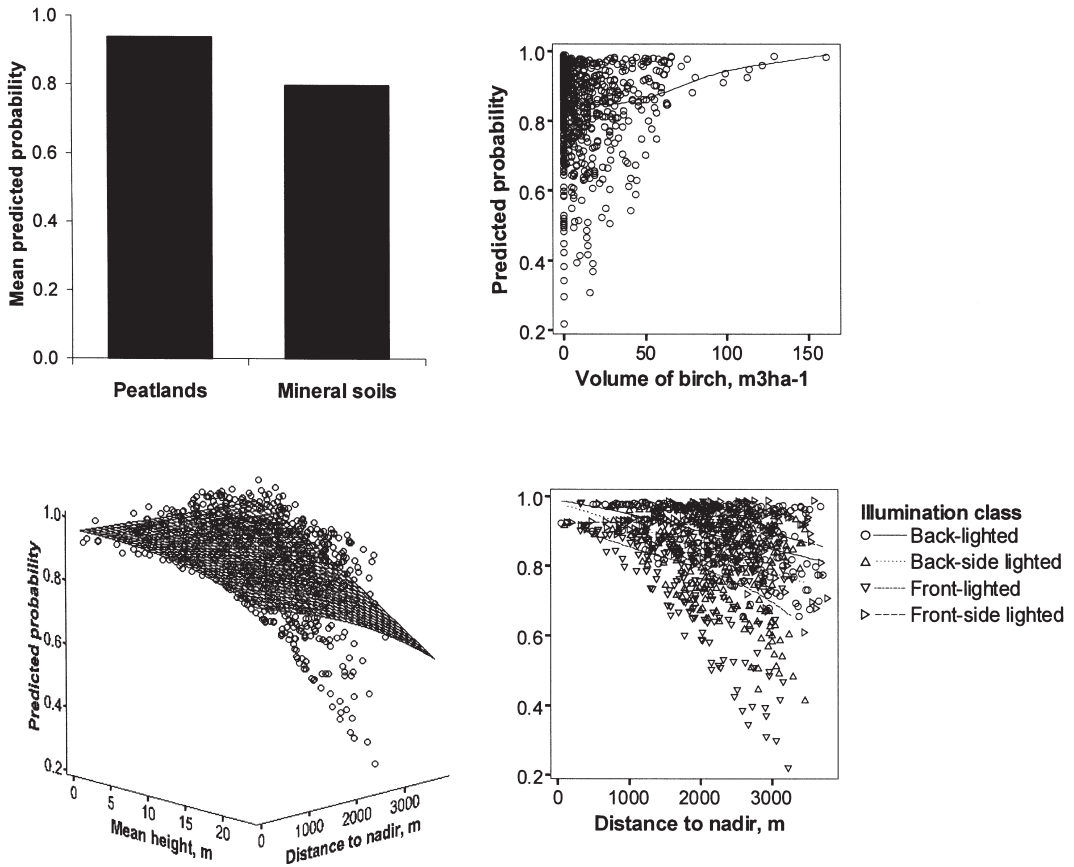 Mean predicted probability
1.0
0.8
0.6
0.4
0.2
0.0
Peatlands
Mineral soils
Predicted probability
1.0
0.8
0.6
0.4
0.2
0
50
100
150
Volume of birch, m3ha-1
Predicted probability
1.0
0.8
0.6
0.4
0.2
0
5
10
15
20
Mean height, m
0
1000
2000
3000
Distance to nadir, m
1.0
0.8
0.6
0.4
0.2
0
1000
2000
3000
Distance to nadir, m
Illumination class
Back-lighted
Back-side lighted
Front-lighted
Front-side lighted